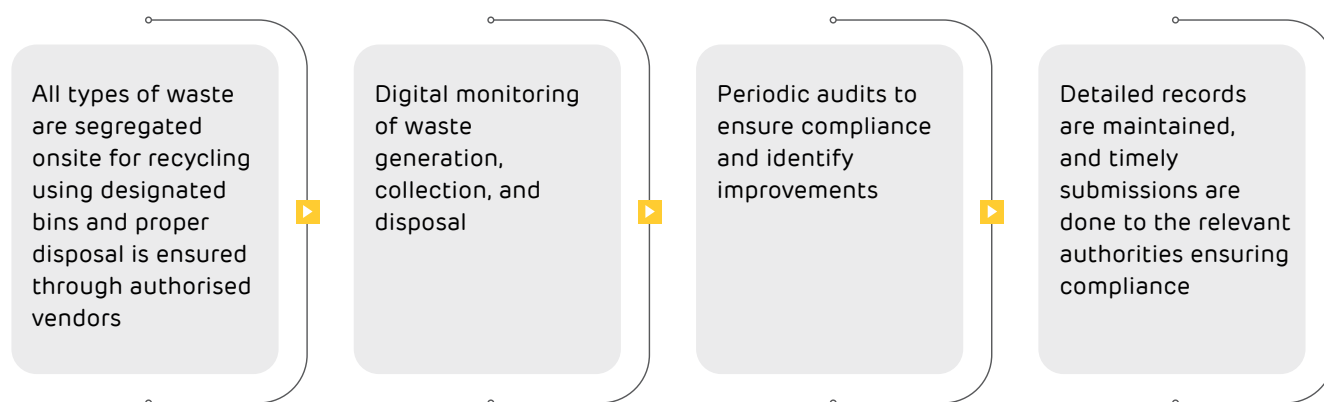 All types of waste
are segregated
onsite for recycling
using designated
bins and proper
disposal is ensured
through authorised
vendors
Digital monitoring
of waste
generation,
collection, and
disposal
Periodic audits to
ensure compliance
and identify
improvements
Detailed records
are maintained,
and timely
submissions are
done to the relevant
authorities ensuring
compliance